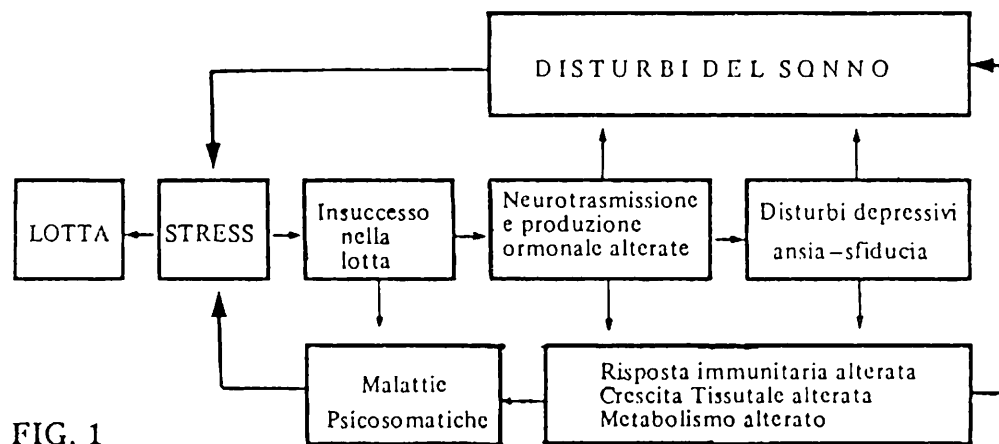 DISTURBI DEL SONNO
LOTTA
STRESS
Insuccesso
nella
lotta
Neurotrasmissione
e produzione
ormonale alterate
Disturbi depressivi
ansia-sfiducia
Malattie
Psicosomatiche
Risposta immunitaria alterata
Crescita Tissutale alterata
Metabolismo alterato
FIG. 1